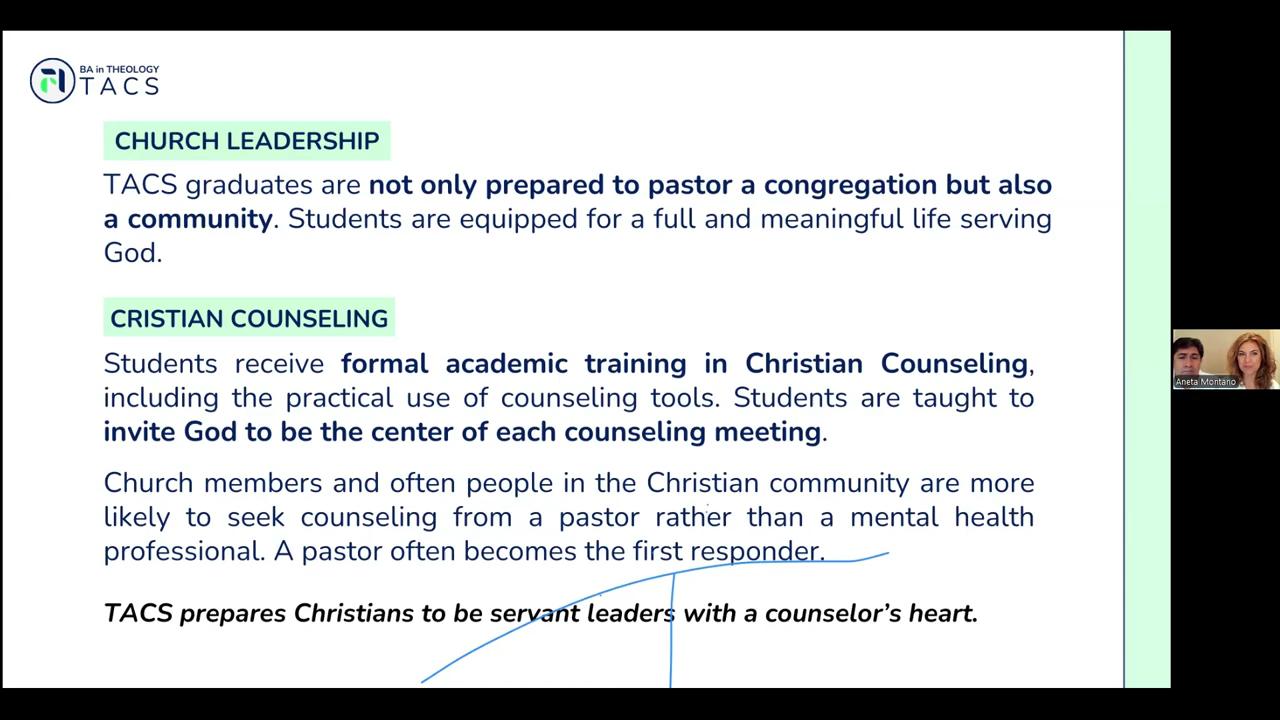 BA in THEOLOGY
TACS
CHURCH LEADERSHIP
TACS graduates are not only prepared to pastor a congregation but also
a community. Students are equipped for a full and meaningful life serving
God.
CRISTIAN COUNSELING
Students receive formal academic training in Christian Counseling,
including the practical use of counseling tools. Students are taught to
invite God to be the center of each counseling meeting.
Church members and often people in the Christian community are more
likely to seek counseling from a pastor rather than a mental health
professional. A pastor often becomes the first responder.
TACS prepares Christians to be servant leaders with a counselor's heart.
Aneta Montano